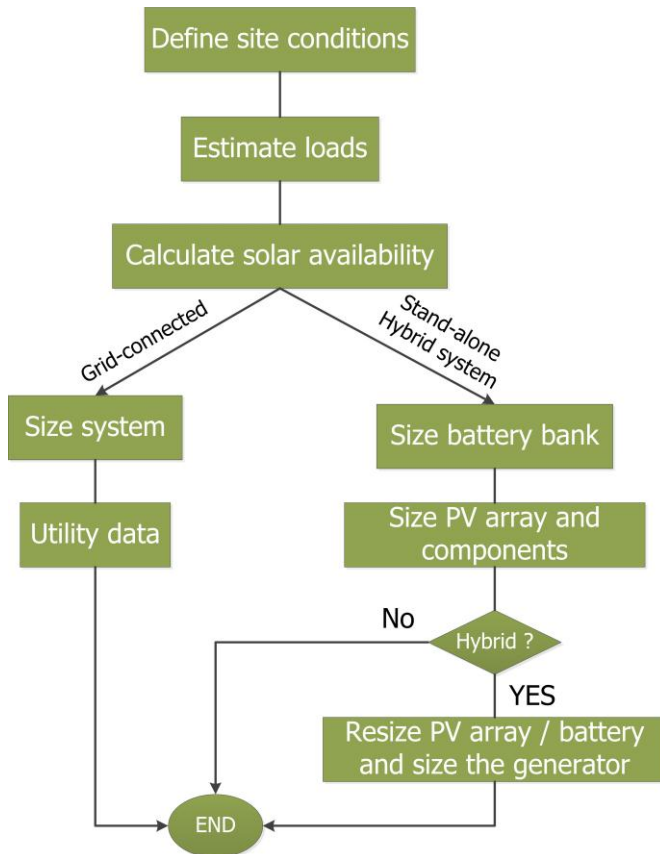 Define site conditions
Estimate loads
Calculate solar availability
Grid-connected
Stand-alone
Hybrid system
Size system
Size battery bank
Utility data
Size PV array and
components
No
Hybrid ?
YES
Resize PV array / battery
and size the generator
END